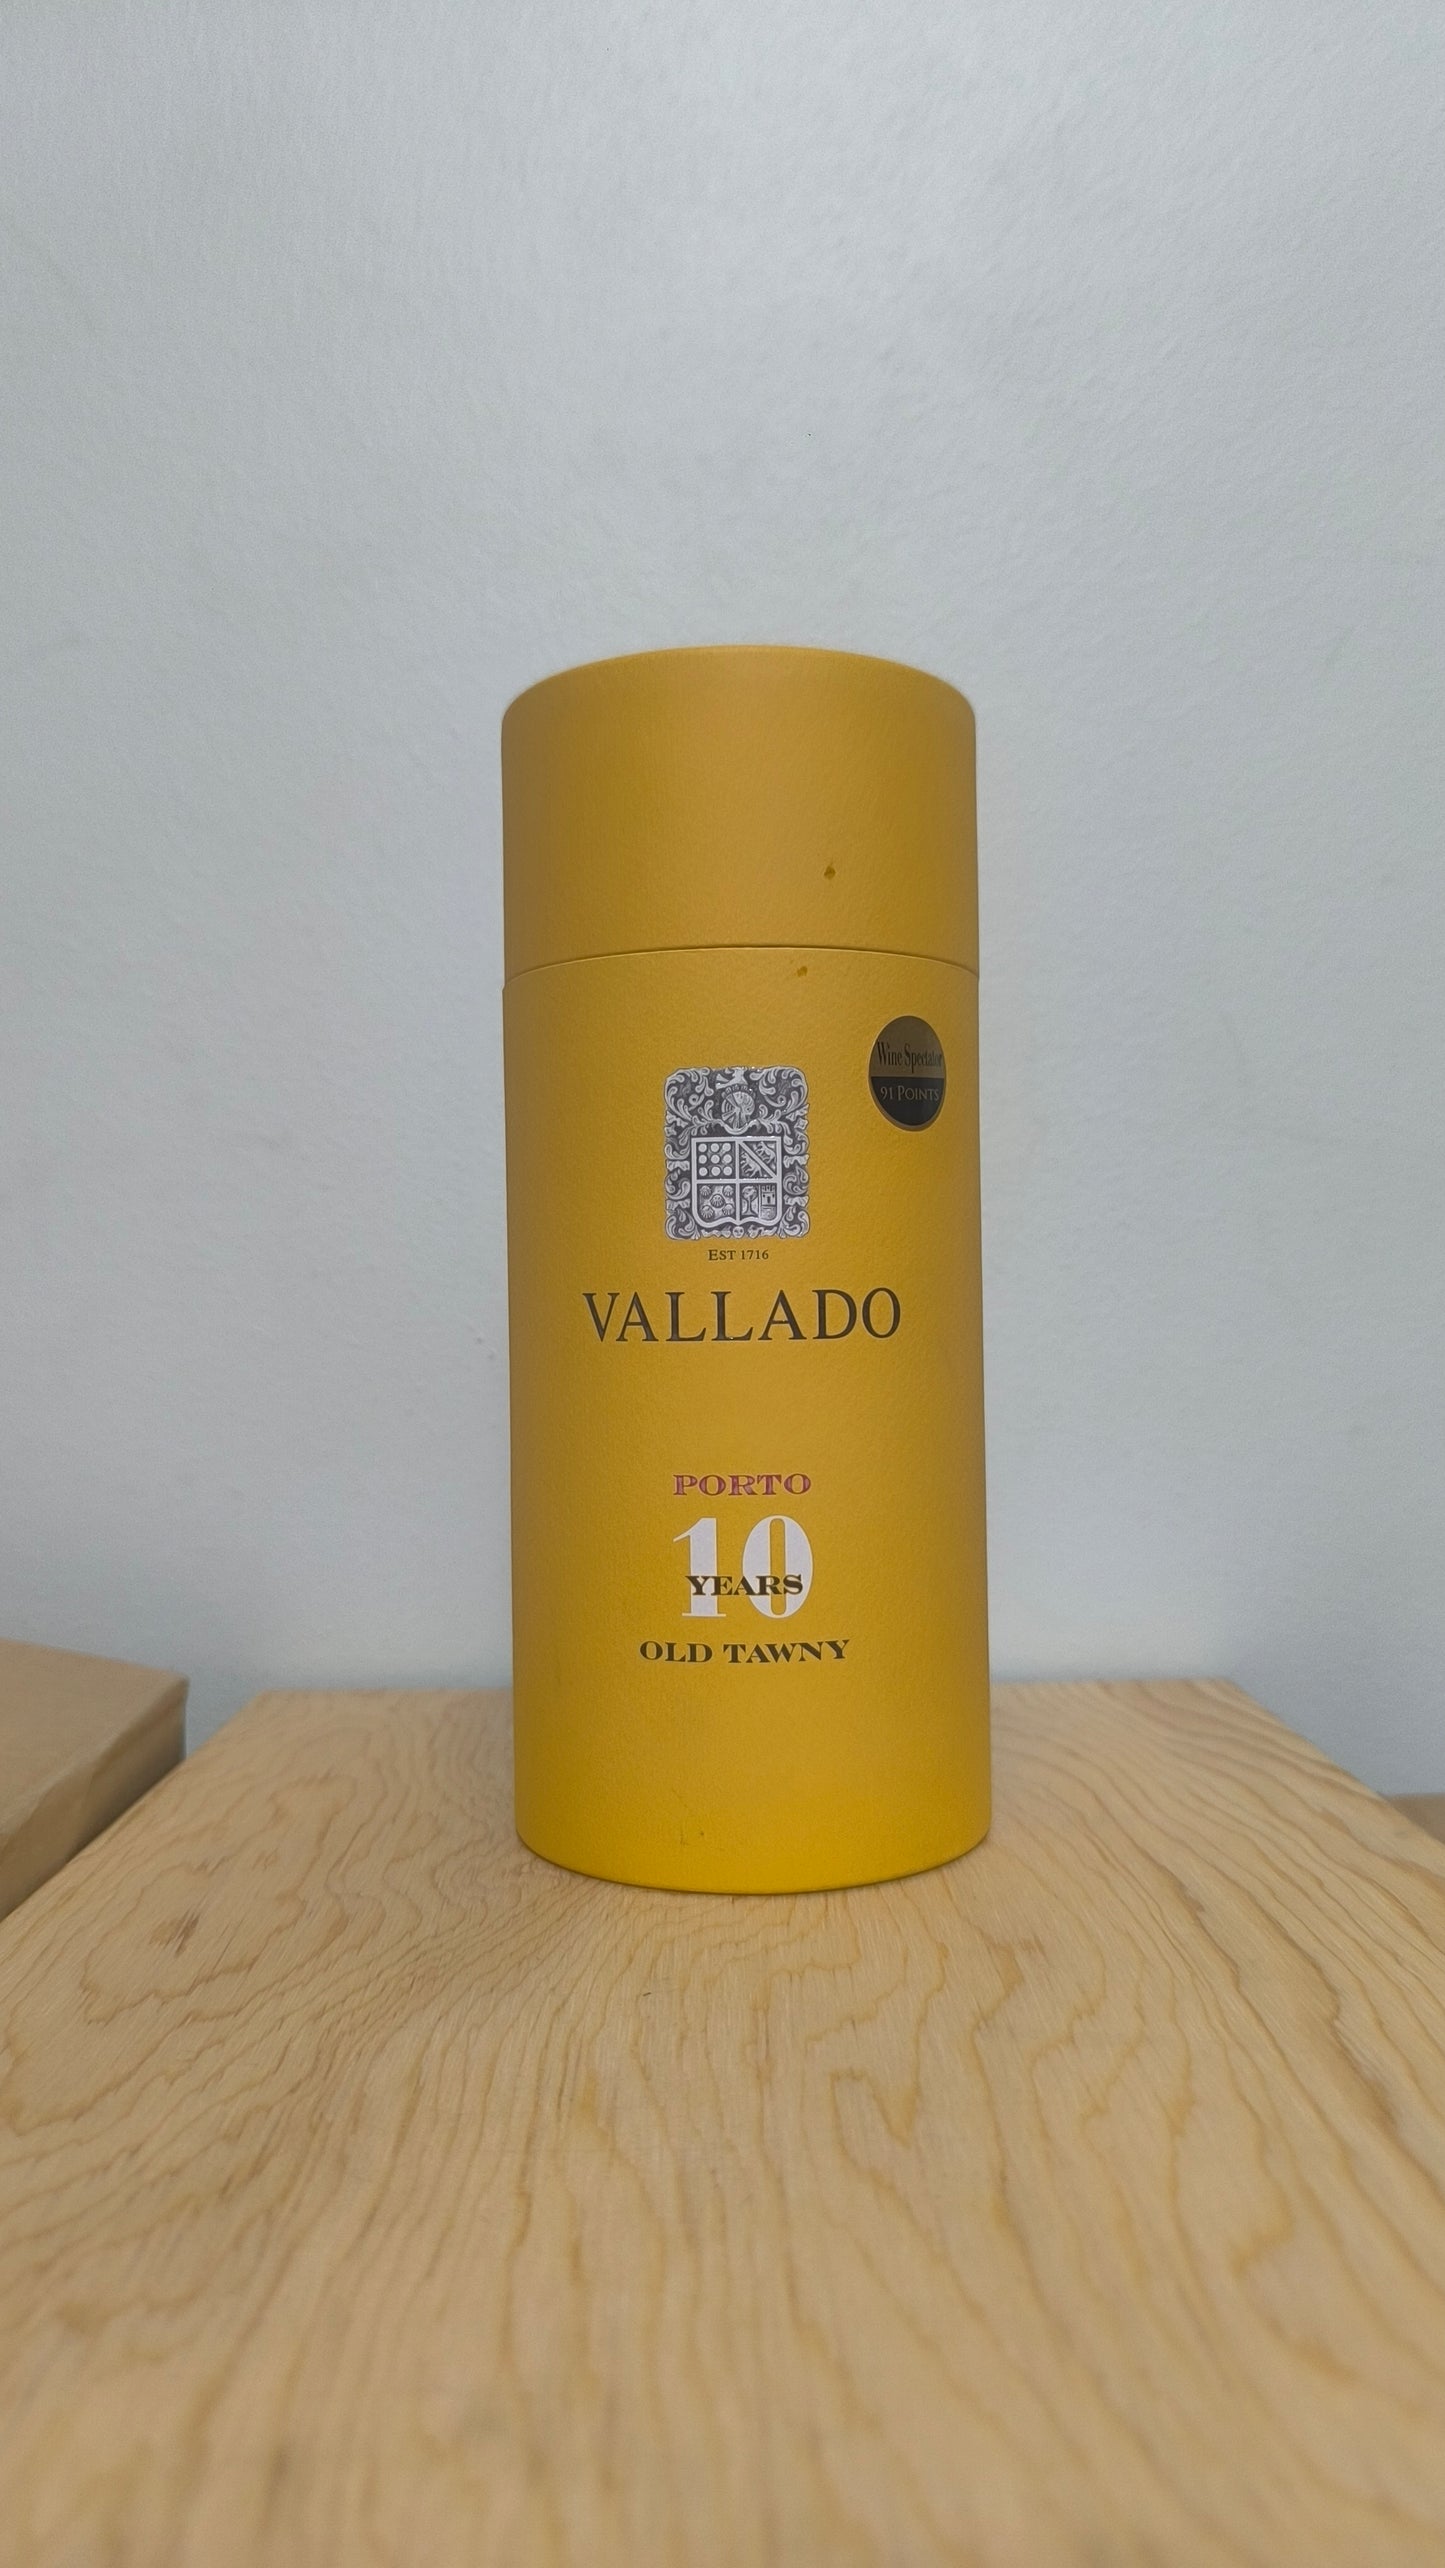 Wine Spectator
91 POINTS
EST 1716
VALLADO
PORTO
10
YEARS
OLD TAWNY